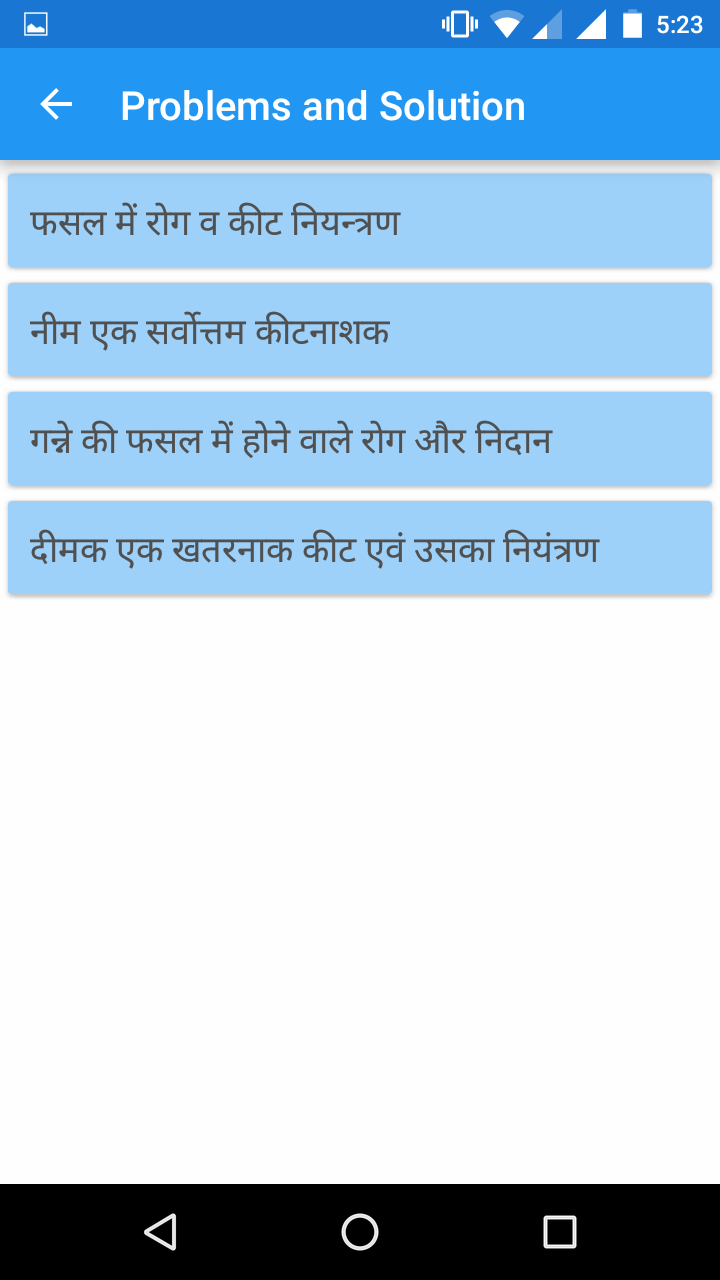 5:23
Problems and Solution
फसल में रोग व कीट नियन्त्रण
नीम एक सर्वोत्तम कीटनाशक
गन्ने की फसल में होने वाले रोग और निदान
दीमक एक खतरनाक कीट एवं उसका नियंत्रण